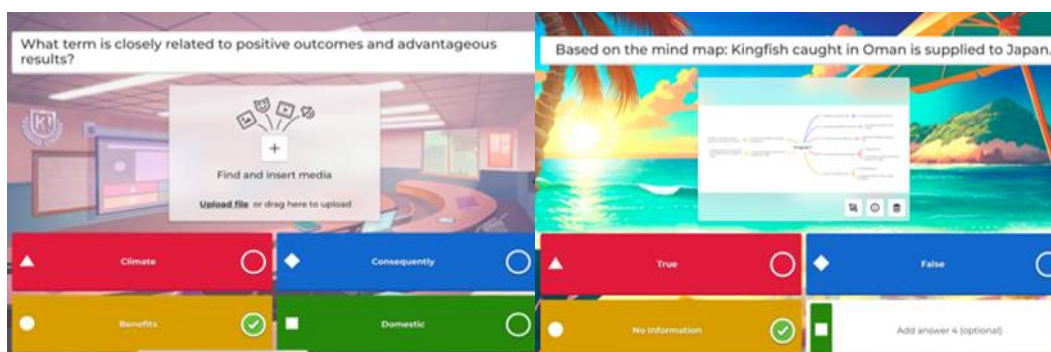 What term is closely related to positive outcomes and advantageous
results?
Find and insert media
Upload file or drag here to upload
Climate
Consequently
Benefits
Domestic
Based on the mind map: Kingfish caught in Oman is supplied to Japan.
True
False
No Information
Add answer 4 (optional)